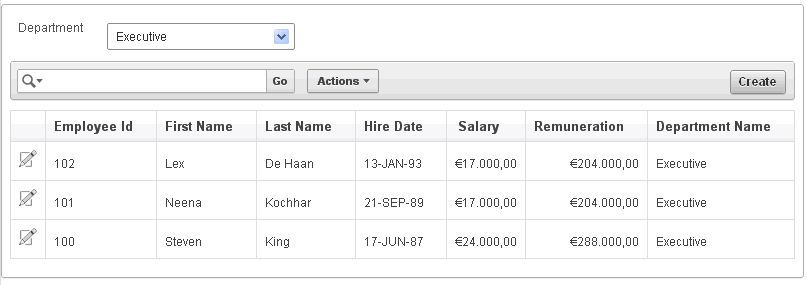 Department Executive
Go Actions Create
Employee Id First Name Last Name Hire Date Salary Remuneration Department Name
102 Lex De Haan 13-JAN-93 €17.000,00 €204.000,00 Executive
101 Neena Kochhar 21-SEP-89 €17.000,00 €204.000,00 Executive
100 Steven King 17-JUN-87 €24.000,00 €288.000,00 Executive